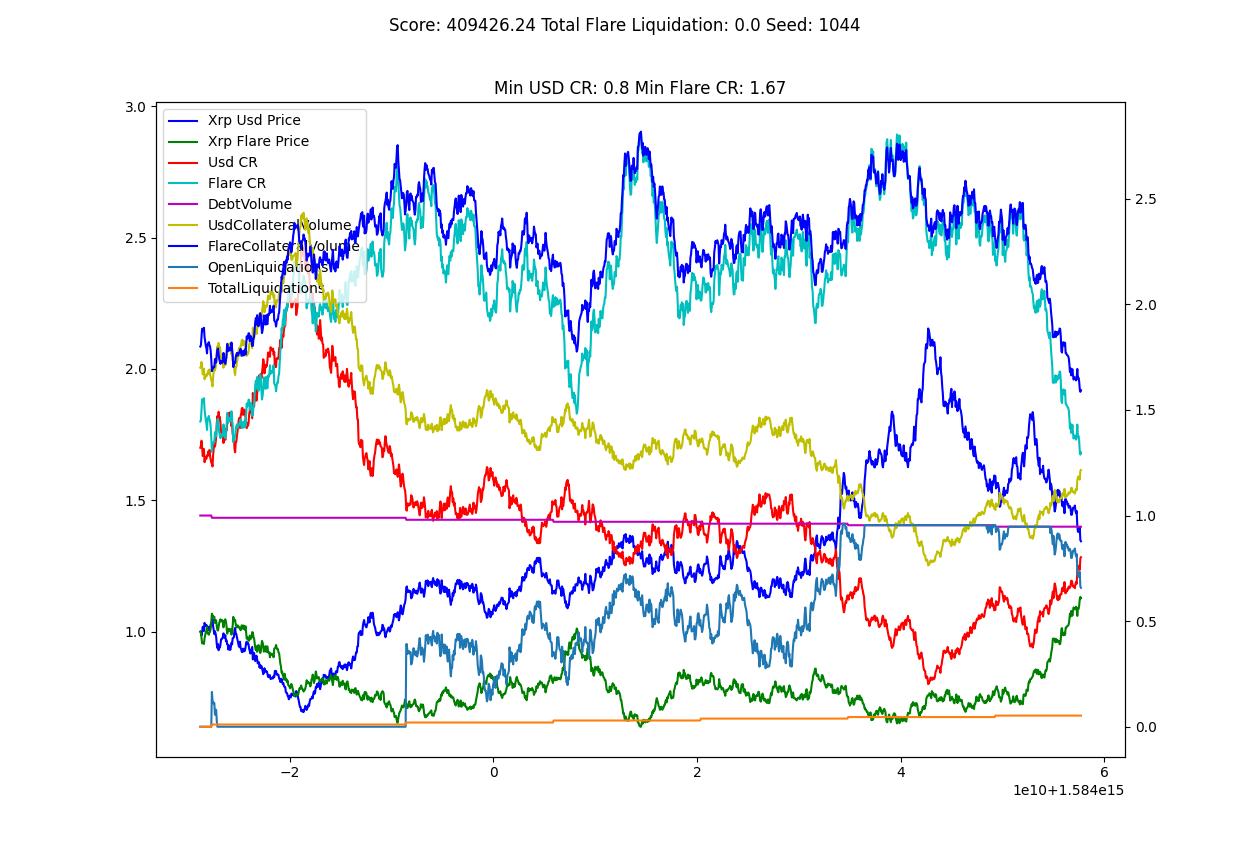 Score: 409426.24 Total Flare Liquidation: 0.0 Seed: 1044
Min USD CR: 0.8 Min Flare CR: 1.67
Xrp Usd Price
Xrp Flare Price
Usd CR
Flare CR
DebtVolume
UsdCollateralVolume
FlareCollateralVolume
OpenLiquidations
TotalLiquidations
3.0
2.5
2.0
1.5
1.0
2.5
2.0
1.5
1.0
0.5
0.0
−2
0
2
4
6
1e10+1.584e15